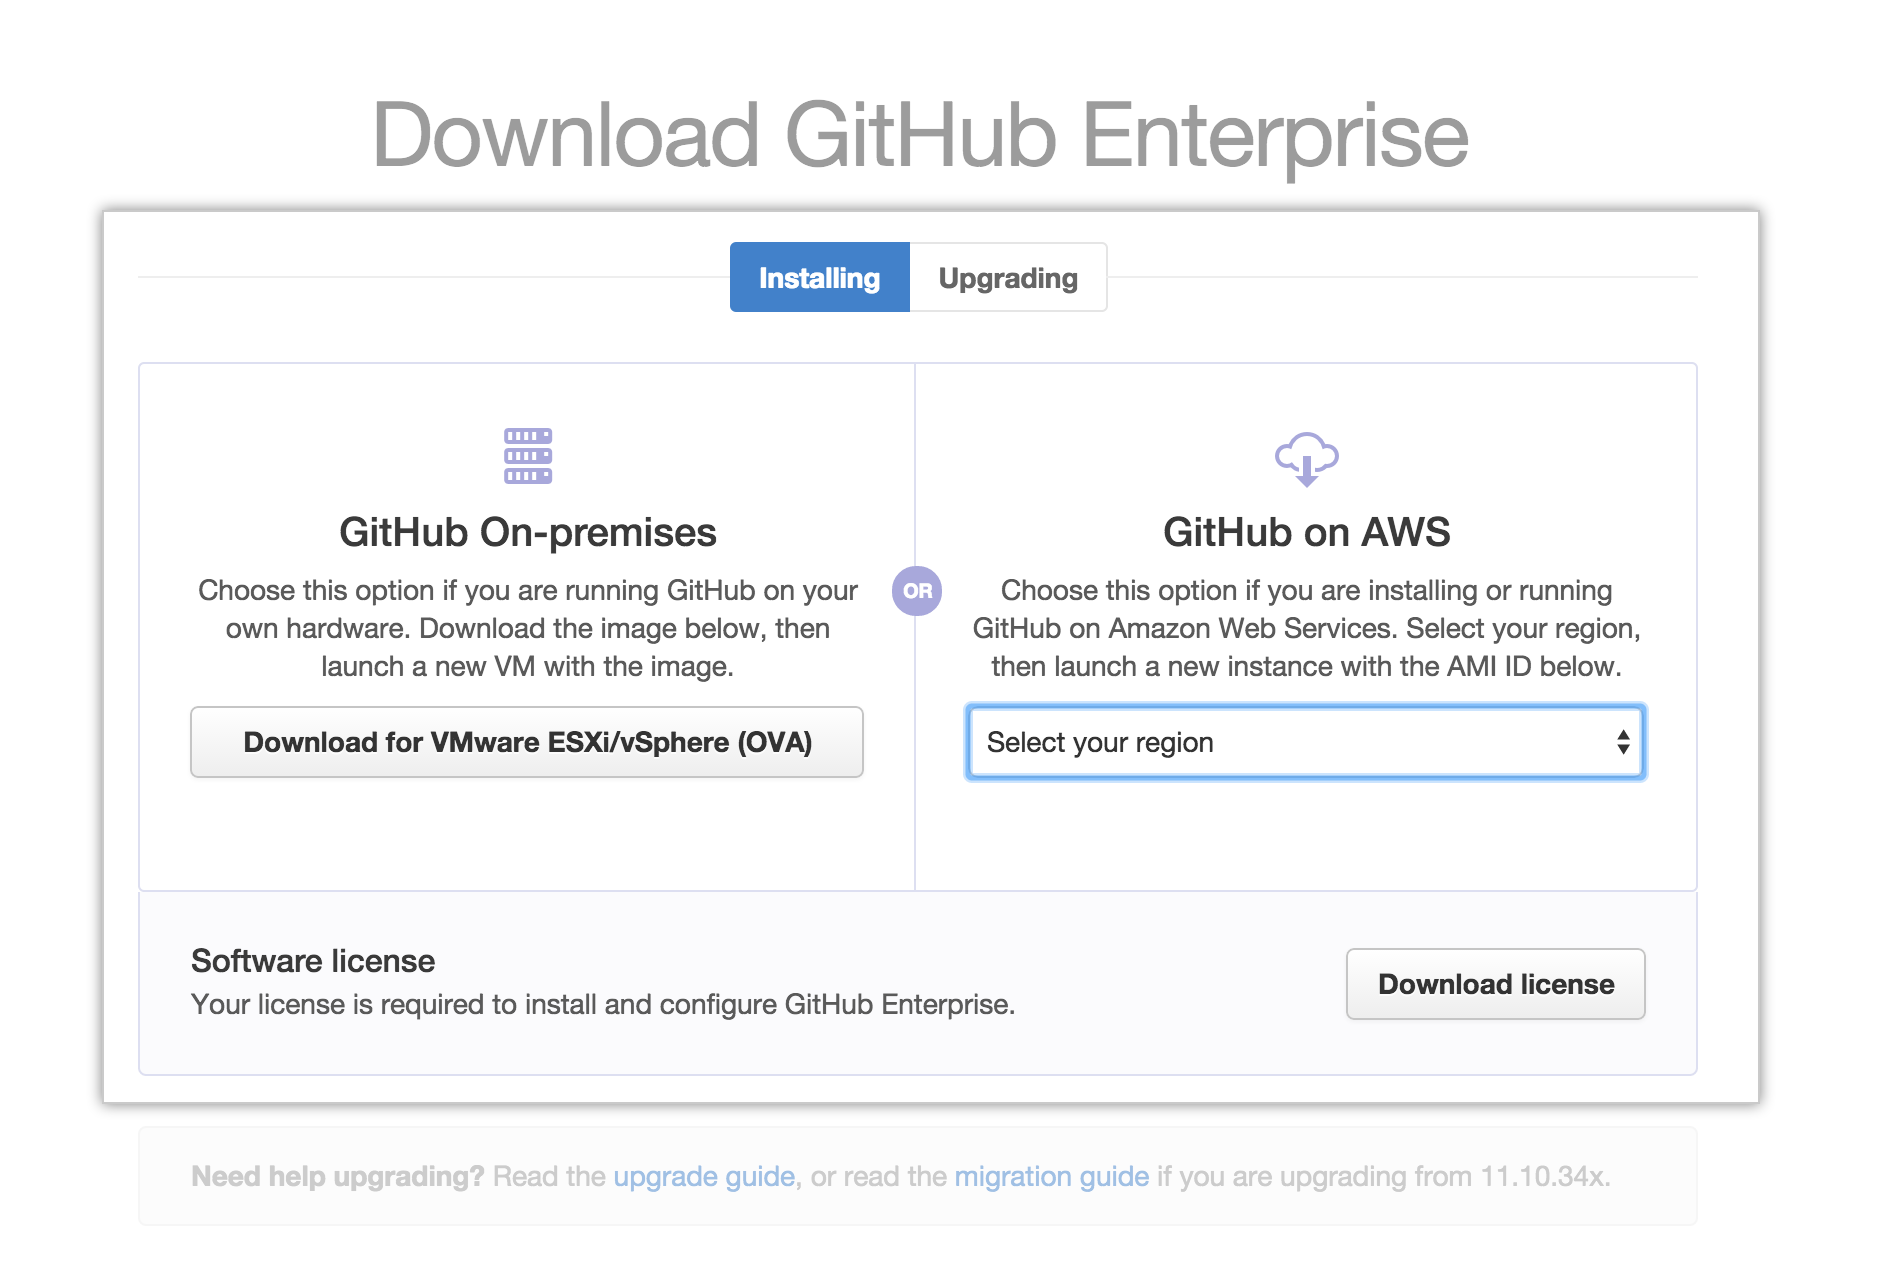 Download GitHub Enterprise
Installing
Upgrading
GitHub On-premises
Choose this option if you are running GitHub on your
own hardware. Download the image below, then
launch a new VM with the image.
Download for VMware ESXi/vSphere (OVA)
OR
GitHub on AWS
Choose this option if you are installing or running
GitHub on Amazon Web Services. Select your region,
then launch a new instance with the AMI ID below.
Select your region
Software license
Your license is required to install and configure GitHub Enterprise.
Download license
Need help upgrading? Read the upgrade guide, or read the migration guide if you are upgrading from 11.10.34x.